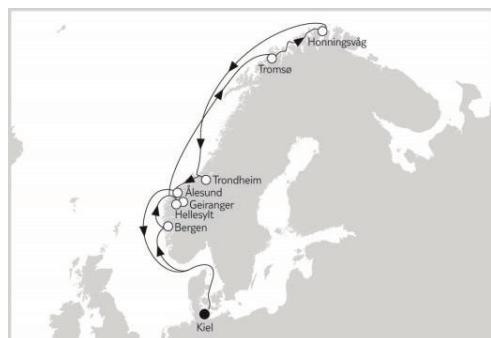 Honningsvåg
Tromsø
Trondheim
Ålesund
Geiranger
Hellesylt
Bergen
Kiel